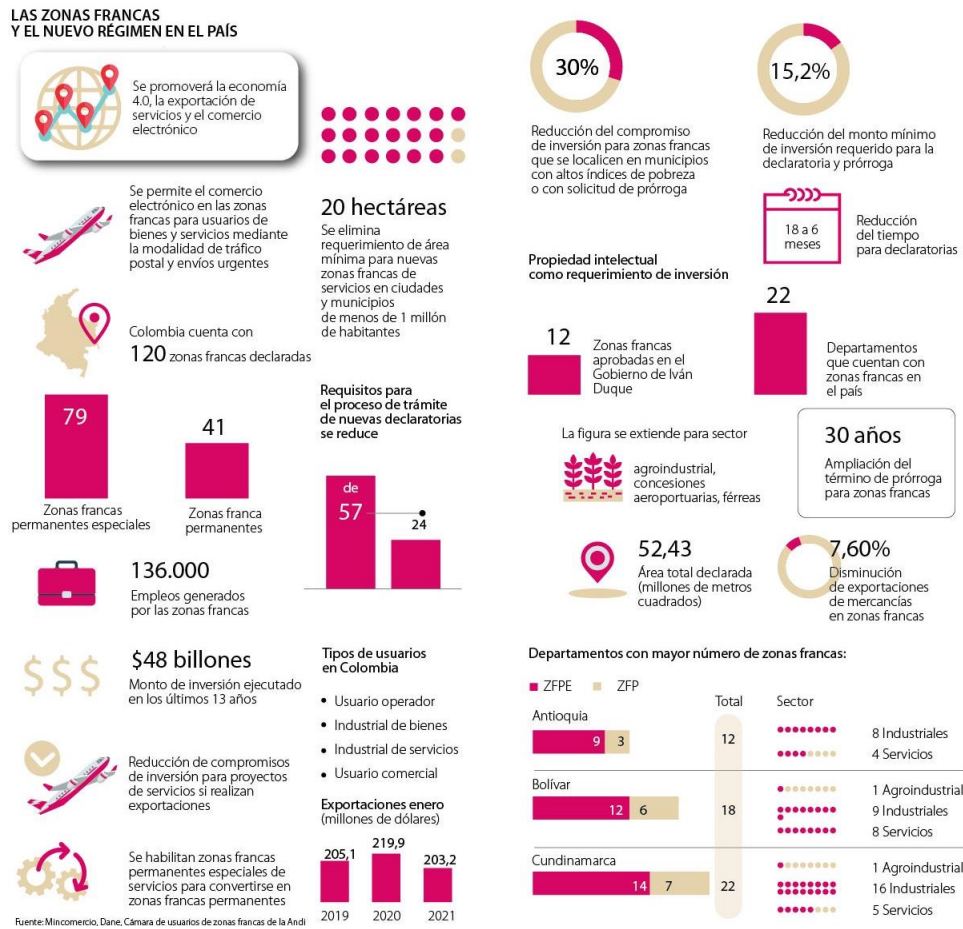 LAS ZONAS FRANCAS
Y EL NUEVO RÉGIMEN EN EL PAÍS
Se promoverá la economía
4.0, la exportación de
servicios y el comercio
electrónico
Se permite el comercio
electrónico en las zonas
francas para usuarios de
bienes y servicios mediante
la modalidad de tráfico
postal y envíos urgentes
Colombia cuenta con
120 zonas francas declaradas
79
Zonas francas
permanentes especiales
41
Zonas franca
permanentes
136.000
Empleos generados
por las zonas francas
$ $ $
$48 billones
Monto de inversión ejecutado
en los últimos 13 años
Reducción de compromisos
de inversión para proyectos
de servicios si realizan
exportaciones
Se habilitan zonas francas
permanentes especiales de
servicios para convertirse en
zonas francas permanentes
20 hectáreas
Se elimina
requerimiento de área
mínima para nuevas
zonas francas de
servicios en ciudades
y municipios
de menos de 1 millón
de habitantes
Requisitos para
el proceso de trámite
de nuevas declaratorias
se reduce
de
57
24
Tipos de usuarios
en Colombia
• Usuario operador
• Industrial de bienes
• Industrial de servicios
• Usuario comercial
Exportaciones enero
(millones de dólares)
205,1
219,9
203,2
2019
2020
2021
30%
Reducción del compromiso
de inversión para zonas francas
que se localicen en municipios
con altos índices de pobreza
o con solicitud de prórroga
15,2%
Reducción del monto mínimo
de inversión requerido para la
declaratoria y prórroga
18 a 6
meses
Reducción
del tiempo
para declaratorias
Propiedad intelectual
como requerimiento de inversión
12
Zonas francas
aprobadas en el
Gobierno de Iván
Duque
22
Departamentos
que cuentan con
zonas francas en
el país
La figura se extiende para sector
agroindustrial,
concesiones
aeroportuarias, férreas
30 años
Ampliación del
término de prórroga
para zonas francas
52,43
Área total declarada
(millones de metros
cuadrados)
7,60%
Disminución
de exportaciones
de mercancías
en zonas francas
Departamentos con mayor número de zonas francas:
ZFPE ZFP
Total
Sector
Antioquia
9 3
12
8 Industriales
4 Servicios
Bolívar
12 6
18
1 Agroindustrial
9 Industriales
8 Servicios
Cundinamarca
14 7
22
1 Agroindustrial
16 Industriales
5 Servicios
Fuente: Mincomercio, Dane, Cámara de usuarios de zonas francas de la Andi